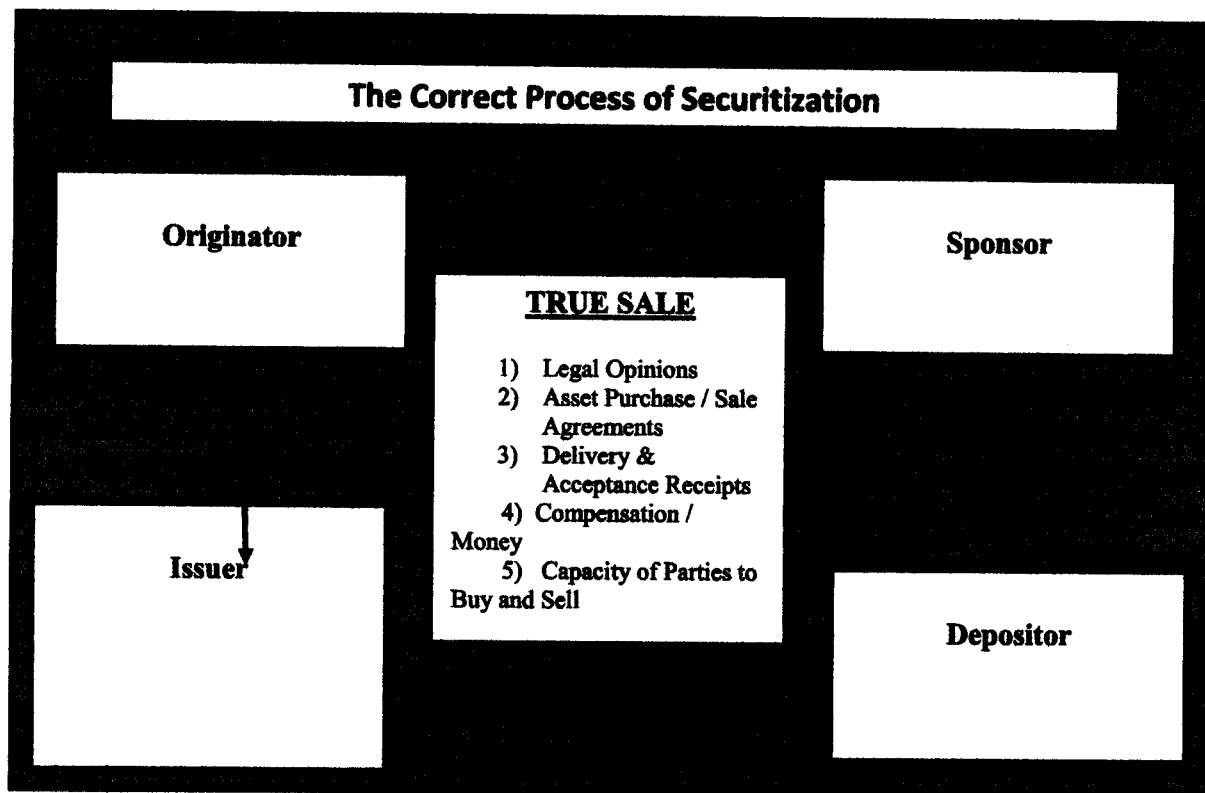 The Correct Process of Securitization
Originator
Sponsor
TRUE SALE
1) Legal Opinions
2) Asset Purchase / Sale
Agreements
3) Delivery &
Acceptance Receipts
4) Compensation /
Money
5) Capacity of Parties to
Buy and Sell
Issuer
Depositor